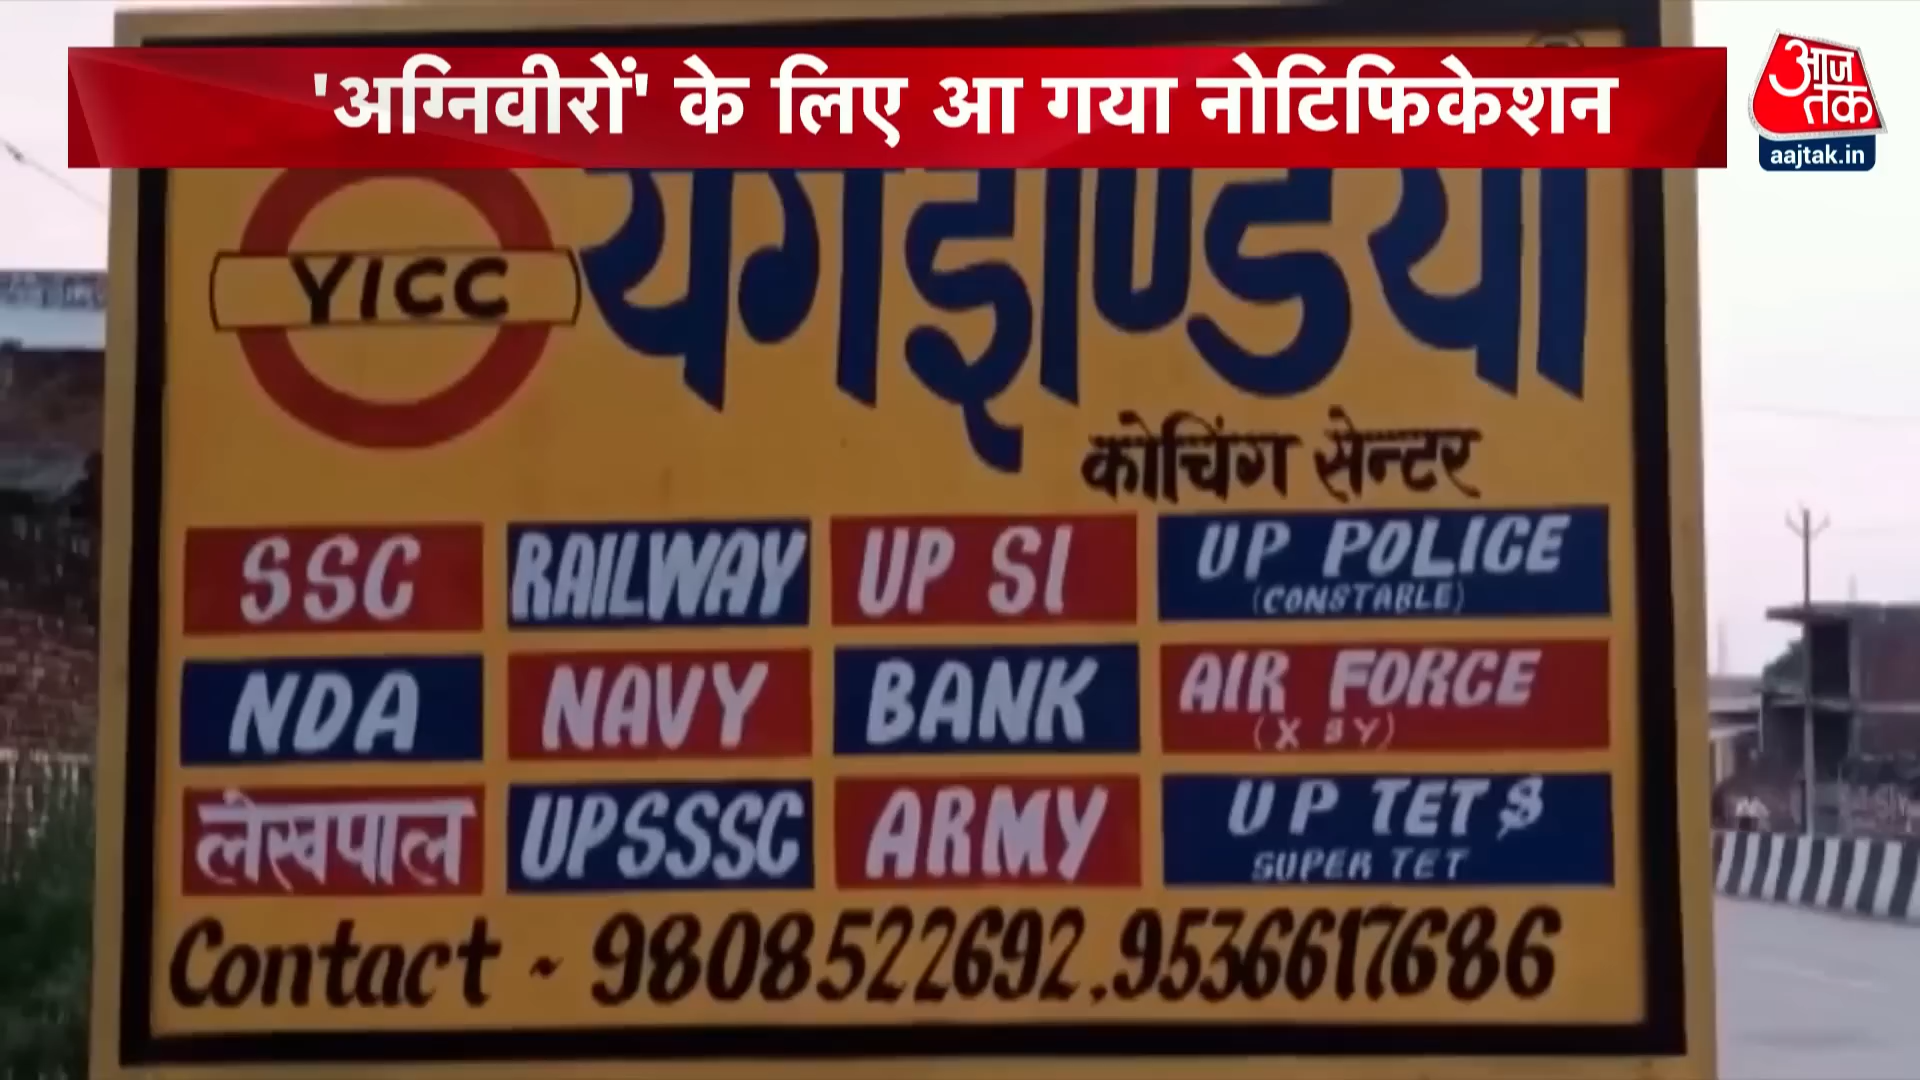 'अग्निवीरों' के लिए आ गया नोटिफिकेशन
आज तक
aajtak.in
YICC
यंगइण्डिया
कोचिंग सेन्टर
SSC RAILWAY UP SI UP POLICE
(CONSTABLE)
NDA NAVY BANK AIR FORCE
(X & Y)
लेखपाल UPSSSC ARMY UP TET &
SUPER TET
Contact ~ 9808522692, 9536617686